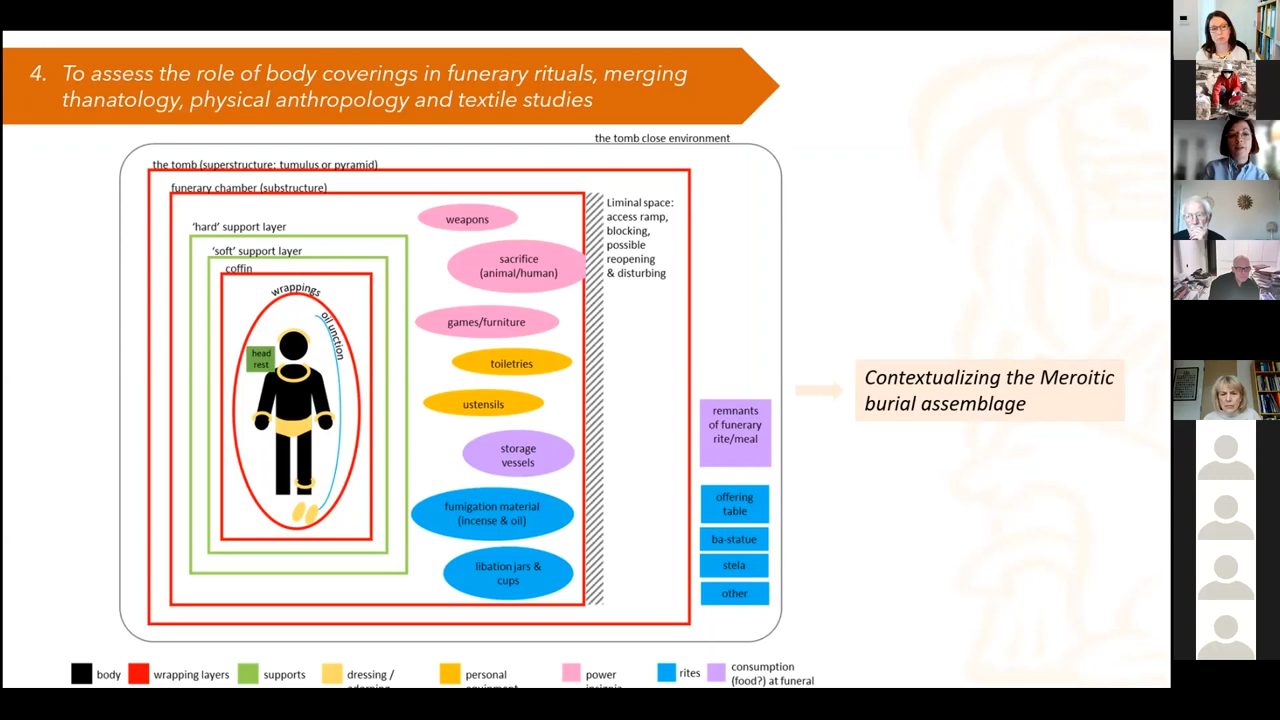 4. To assess the role of body coverings in funerary rituals, merging
thanatology, physical anthropology and textile studies
the tomb close environment
the tomb (superstructure: tumulus or pyramid)
funerary chamber (substructure)
'hard' support layer
'soft' support layer
coffin
wrappings
oil unction
head
rest
weapons
sacrifice
(animal/human)
games/furniture
toiletries
ustensils
storage
vessels
fumigation material
(incense & oil)
libation jars &
cups
Liminal space:
access ramp,
blocking,
possible
reopening
& disturbing
remnants
of funerary
rite/meal
offering
table
ba-statue
stela
other
Contextualizing the Meroitic
burial assemblage
body
wrapping layers
supports
dressing /
adorning
personal
equipment
power
insignia
rites
consumption
(food?) at funeral